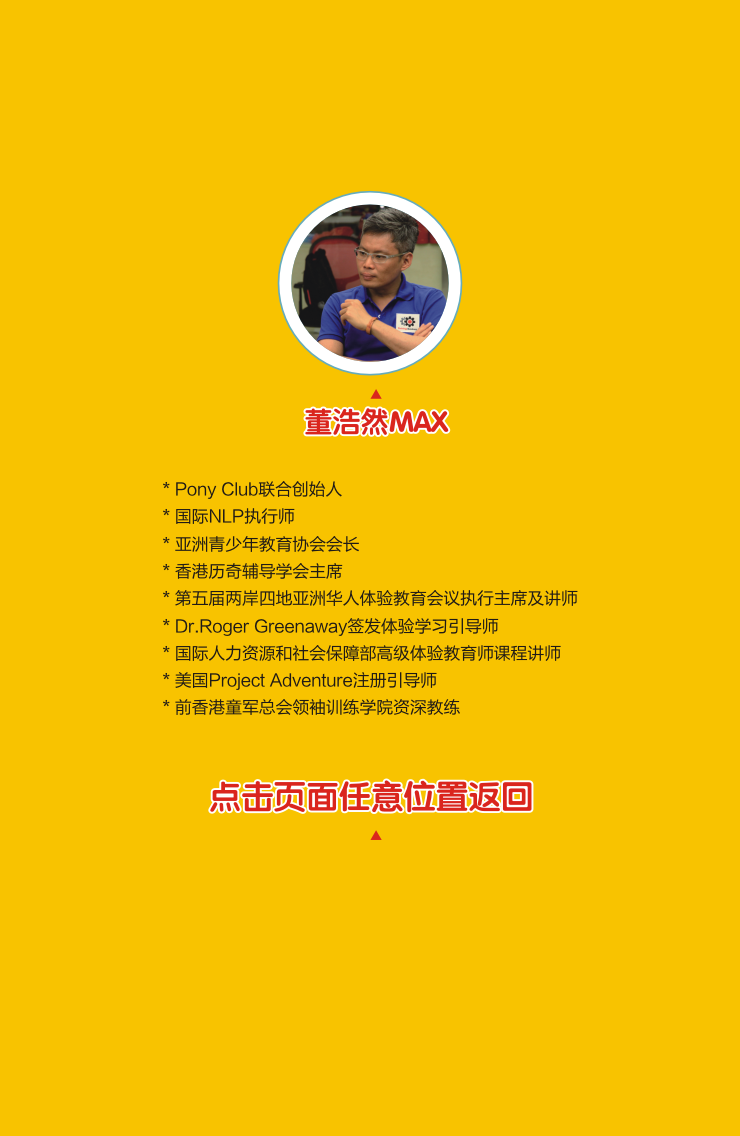 董浩然MAX
* Pony Club联合创始人
* 国际NLP执行师
* 亚洲青少年教育协会会长
* 香港历奇辅导学会主席
* 第五届两岸四地亚洲华人体验教育会议执行主席及讲师
* Dr.Roger Greenaway签发体验学习引导师
* 国际人力资源和社会保障部高级体验教育师课程讲师
* 美国Project Adventure注册引导师
* 前香港童军总会领袖训练学院资深教练
点击页面任意位置返回